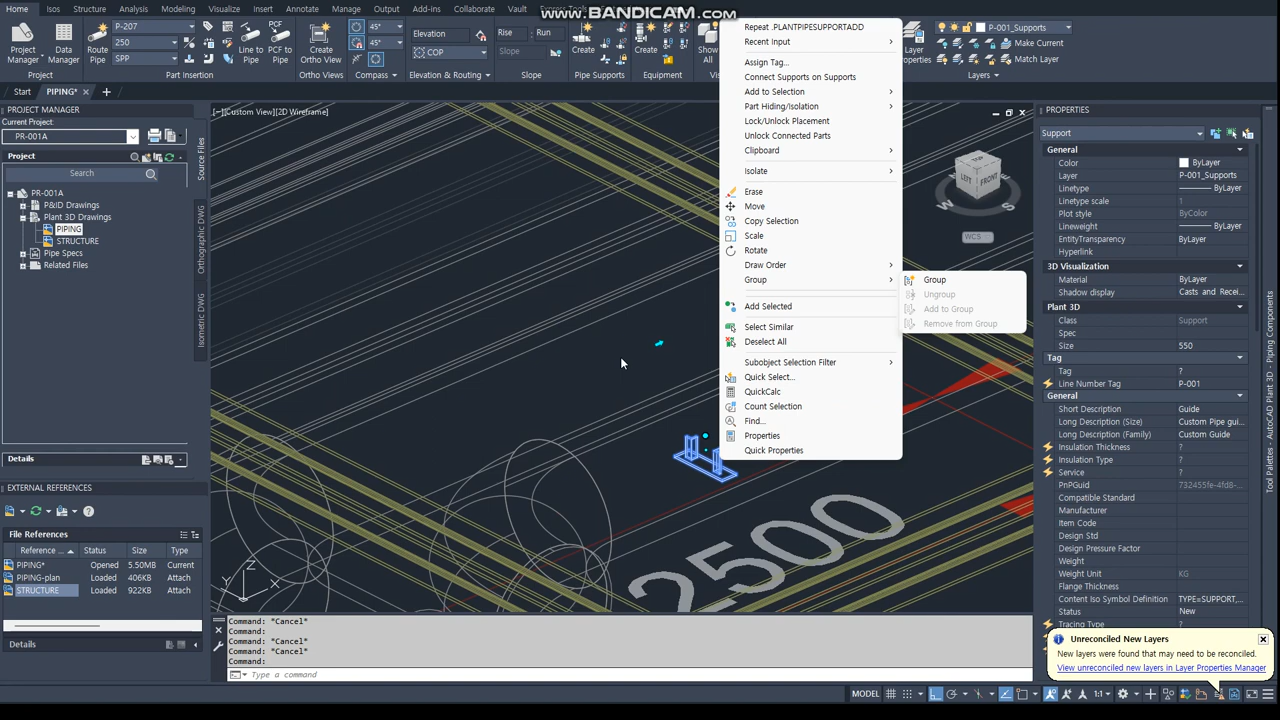 www.BANDICAM.com
Home
Isos
Structure
Analysis
Modeling
Visualize
Insert
Annotate
Manage
Output
Add-ins
Collaborate
Vault
Project Manager
Data Manager
Project
Route Pipe
P-207
250
SPP
Line to Pipe
PCF to Pipe
Part Insertion
Create Ortho View
Ortho Views
45°
45°
Compass
Elevation
COP
Elevation & Routing
Rise
Run
Slope
Slope
Create
Pipe Supports
Create
Equipment
Show All
P-001_Supports
Make Current
Match Layer
Layers
Start
PIPING*
PROJECT MANAGER
Current Project:
PR-001A
Project
Search
PR-001A
P&ID Drawings
Plant 3D Drawings
PIPING
STRUCTURE
Pipe Specs
Related Files
Source Files
Orthographic DWG
Isometric DWG
Details
EXTERNAL REFERENCES
File References
Reference ...
Status
Size
Type
PIPING*
Opened
5.50MB
Current
PIPING-plan
Loaded
406KB
Attach
STRUCTURE
Loaded
922KB
Attach
Details
[−][Custom View][2D Wireframe]
Repeat .PLANTPIPESUPPORTADD
Recent Input
Assign Tag...
Connect Supports on Supports
Add to Selection
Part Hiding/Isolation
Lock/Unlock Placement
Unlock Connected Parts
Clipboard
Isolate
Erase
Move
Copy Selection
Scale
Rotate
Draw Order
Group
Add Selected
Select Similar
Deselect All
Subobject Selection Filter
Quick Select...
QuickCalc
Count Selection
Find...
Properties
Quick Properties
Group
Ungroup
Add to Group
Remove from Group
TOP
LEFT
FRONT
W
S
WCS
2500
Z
Y
X
Command: *Cancel*
Command:
Command: *Cancel*
Command: *Cancel*
Command:
Type a command
PROPERTIES
Support
General
Color
ByLayer
Layer
P-001_Supports
Linetype
ByLayer
Linetype scale
1
Plot style
ByColor
Lineweight
ByLayer
EntityTransparency
ByLayer
Hyperlink
3D Visualization
Material
ByLayer
Shadow display
Casts and Recei...
Plant 3D
Class
Support
Spec
Size
550
Tag
Tag
?
Line Number Tag
P-001
General
Short Description
Guide
Long Description (Size)
Custom Pipe gui...
Long Description (Family)
Custom Guide
Insulation Thickness
?
Insulation Type
?
Service
?
PnPGuid
732455fe-4fd8-...
Compatible Standard
Manufacturer
Item Code
Design Std
Design Pressure Factor
Weight
Weight Unit
KG
Flange Thickness
Content Iso Symbol Definition
TYPE=SUPPORT,...
Status
New
Tracing Type
?
Tool Palettes - AutoCAD Plant 3D - Piping Components
Unreconciled New Layers
New layers were found that may need to be reconciled.
View unreconciled new layers in Layer Properties Manager
MODEL
1:1